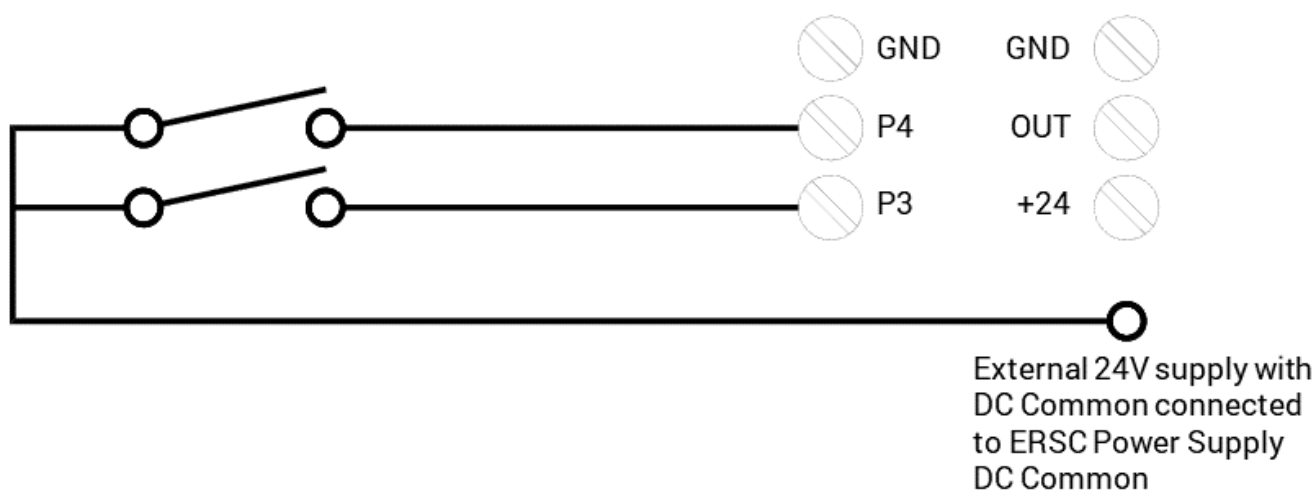 GND GND
P4 OUT
P3 +24
External 24V supply with
DC Common connected
to ERSC Power Supply
DC Common